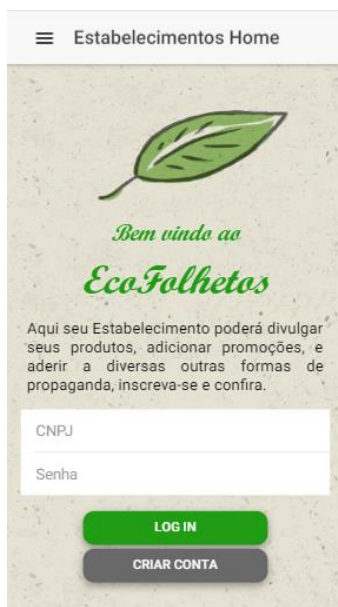 Estabelecimentos Home
Bem vindo ao
EcoFolhetos
Aqui seu Estabelecimento poderá divulgar
seus produtos, adicionar promoções, e
aderir a diversas outras formas de
propaganda, inscreva-se e confira.
CNPJ
Senha
LOG IN
CRIAR CONTA